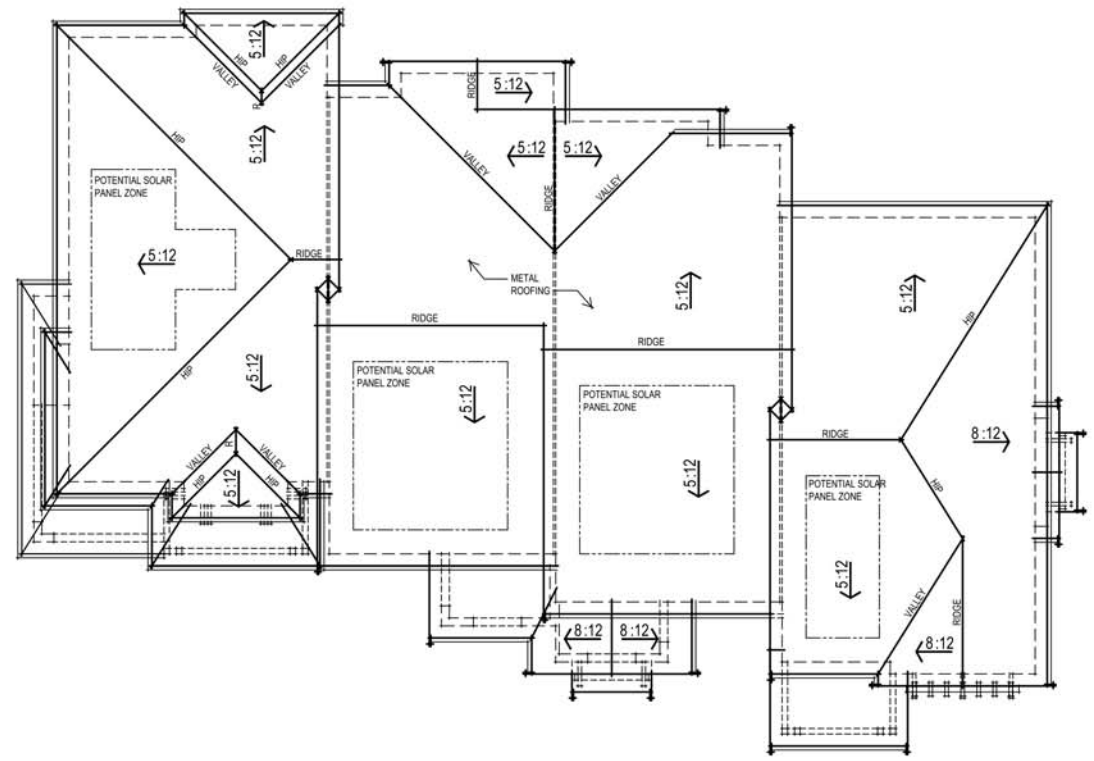 5:12
HIP
HIP
VALLEY
VALLEY
R
5:12
RIDGE
5:12
5:12
5:12
VALLEY
RIDGE
VALLEY
HIP
POTENTIAL SOLAR
PANEL ZONE
5:12
RIDGE
METAL
ROOFING
5:12
5:12
HIP
RIDGE
RIDGE
HIP
5:12
POTENTIAL SOLAR
PANEL ZONE
5:12
POTENTIAL SOLAR
PANEL ZONE
5:12
RIDGE
8:12
VALLEY
R
VALLEY
HIP
HIP
5:12
POTENTIAL SOLAR
PANEL ZONE
HIP
5:12
VALLEY
RIDGE
8:12
8:12
8:12